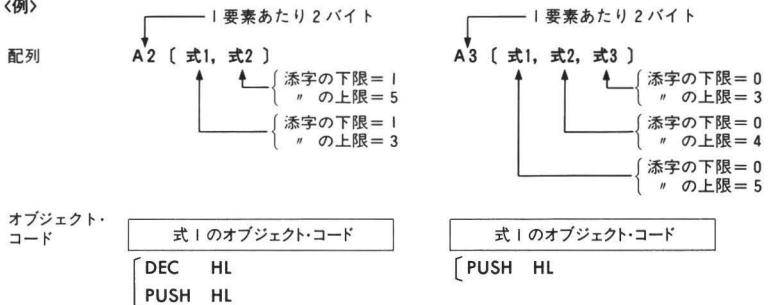 〈例〉
1要素あたり2バイト
配列 A2〔式1, 式2〕
添字の下限=1
〃 の上限=5
添字の下限=1
〃 の上限=3
1要素あたり2バイト
A3〔式1, 式2, 式3〕
添字の下限=0
〃 の上限=3
添字の下限=0
〃 の上限=4
添字の下限=0
〃 の上限=5
オブジェクト・
コード
式1のオブジェクト・コード
DEC HL
PUSH HL
式1のオブジェクト・コード
PUSH HL